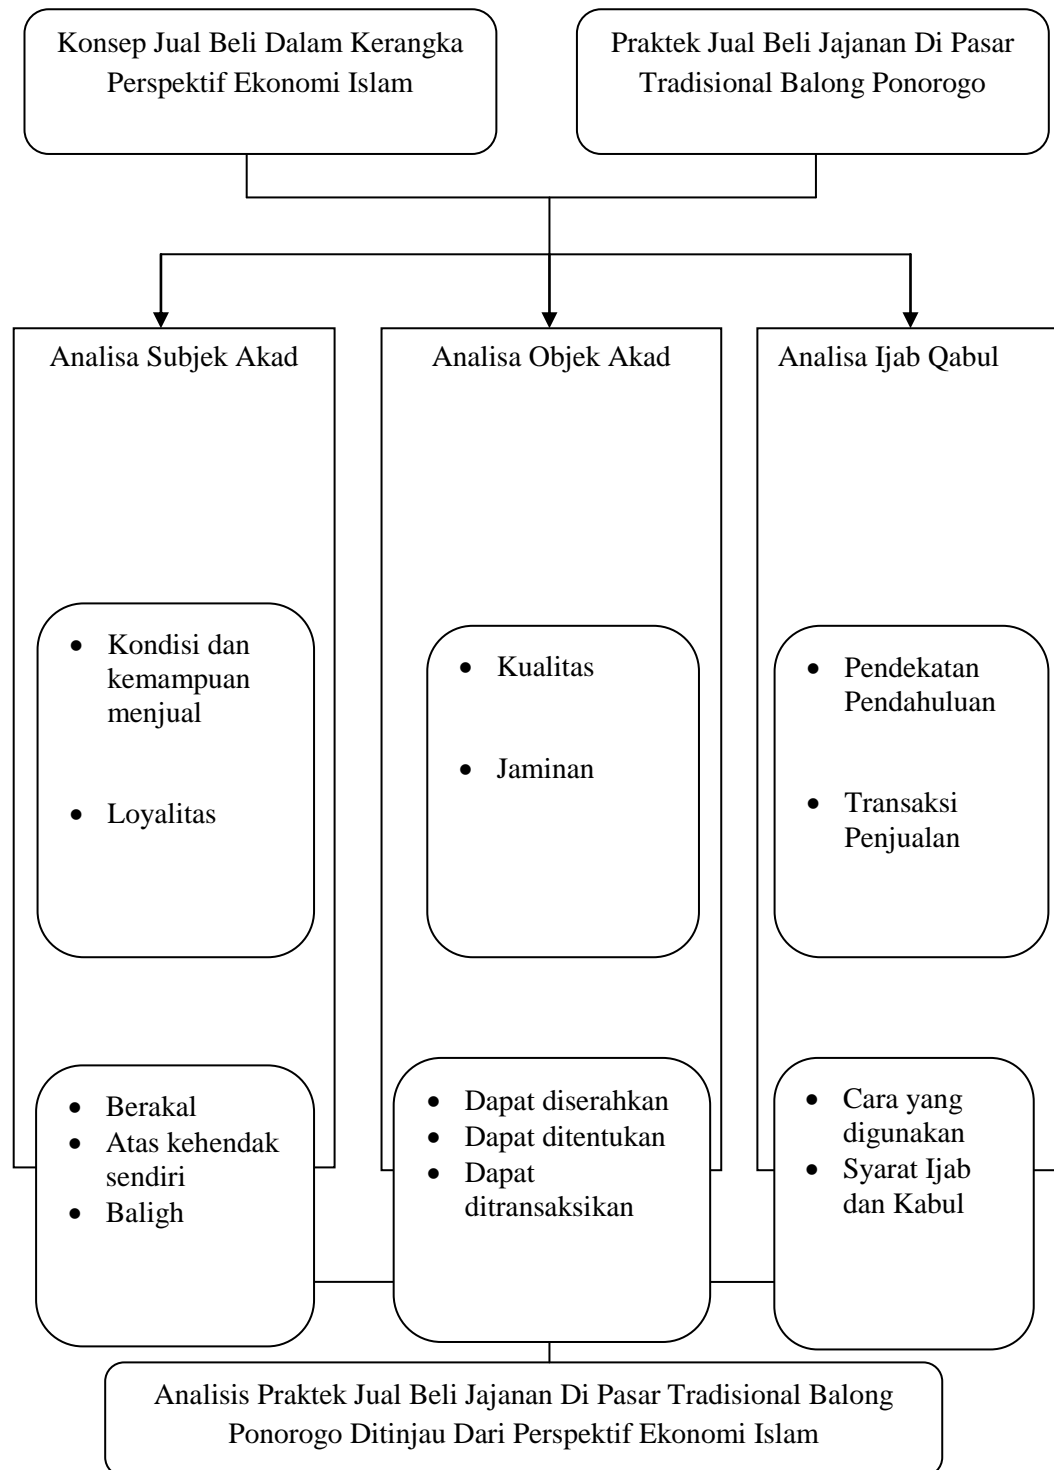 Konsep Jual Beli Dalam Kerangka
Perspektif Ekonomi Islam
Praktek Jual Beli Jajanan Di Pasar
Tradisional Balong Ponorogo
Analisa Subjek Akad
Analisa Objek Akad
Analisa Ijab Qabul
• Kondisi dan
kemampuan
menjual
• Loyalitas
• Kualitas
• Jaminan
• Pendekatan
Pendahuluan
• Transaksi
Penjualan
• Berakal
• Atas kehendak
sendiri
• Baligh
• Dapat diserahkan
• Dapat ditentukan
• Dapat
ditransaksikan
• Cara yang
digunakan
• Syarat Ijab
dan Kabul
Analisis Praktek Jual Beli Jajanan Di Pasar Tradisional Balong
Ponorogo Ditinjau Dari Perspektif Ekonomi Islam